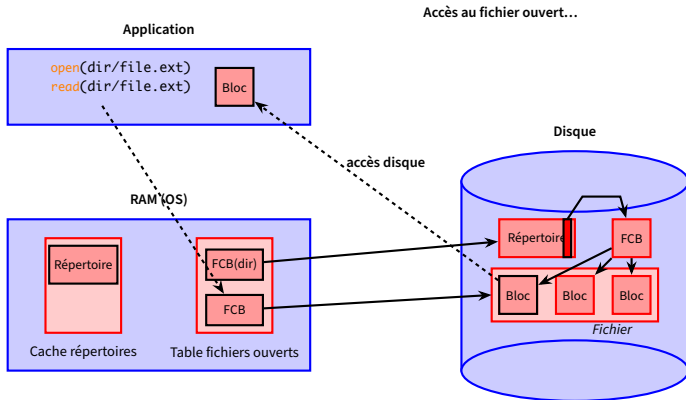 Accès au fichier ouvert…
Application
open(dir/file.ext)
read(dir/file.ext)
Bloc
accès disque
Disque
RAM (OS)
Répertoire
FCB(dir)
FCB
Cache répertoires
Table fichiers ouverts
Répertoire
FCB
Bloc
Bloc
Bloc
Fichier